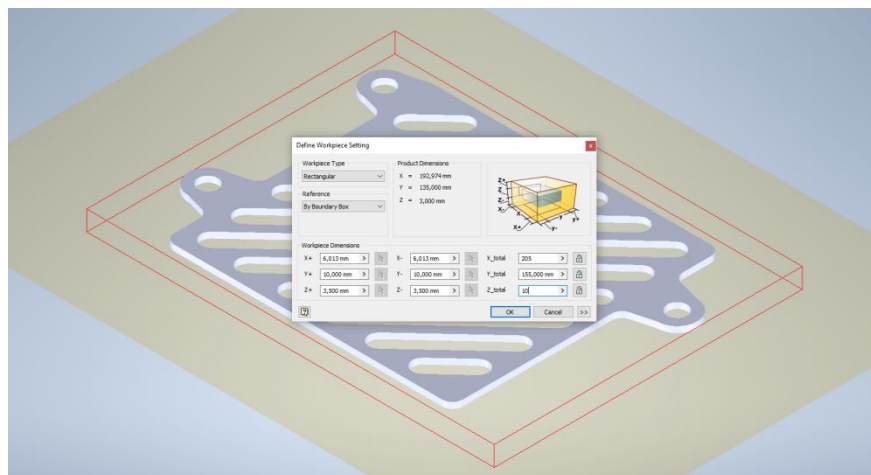 Define Workpiece Setting
Workpiece Type
Rectangular
Reference
By Boundary Box
Product Dimensions
X = 192,974 mm
Y = 135,000 mm
Z = 3,000 mm
Z+
Z
Z-
X-
X
X+
Y
Y+
Y-
Workpiece Dimensions
X+ 6,013 mm > X- 6,013 mm > X_total 205 >
Y+ 10,000 mm > Y- 10,000 mm > Y_total 155,000 mm >
Z+ 3,500 mm > Z- 3,500 mm > Z_total 10 >
? OK Cancel >>